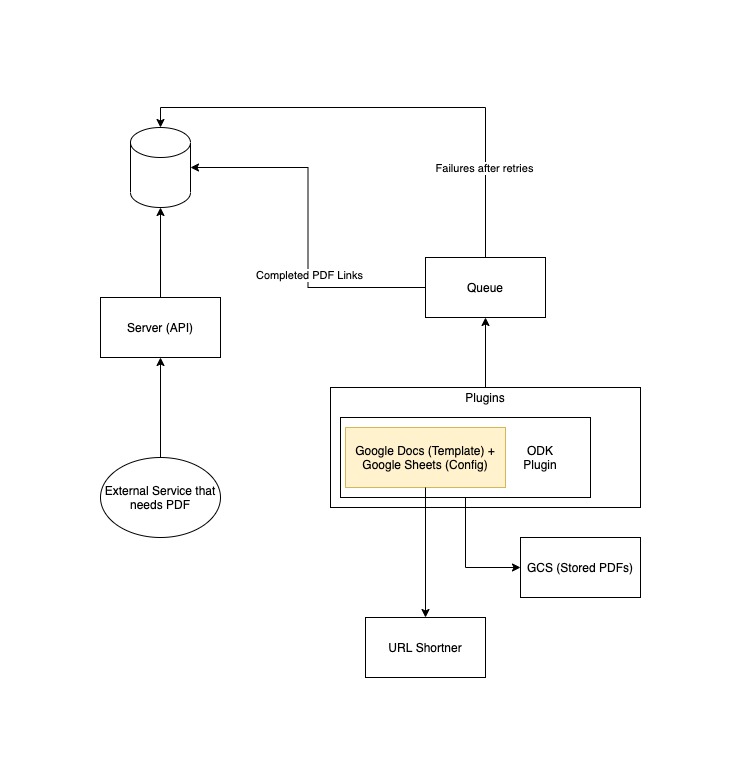 Failures after retries
Completed PDF Links
Queue
Server (API)
Plugins
Google Docs (Template) +
Google Sheets (Config)
ODK
Plugin
External Service that
needs PDF
GCS (Stored PDFs)
URL Shortner